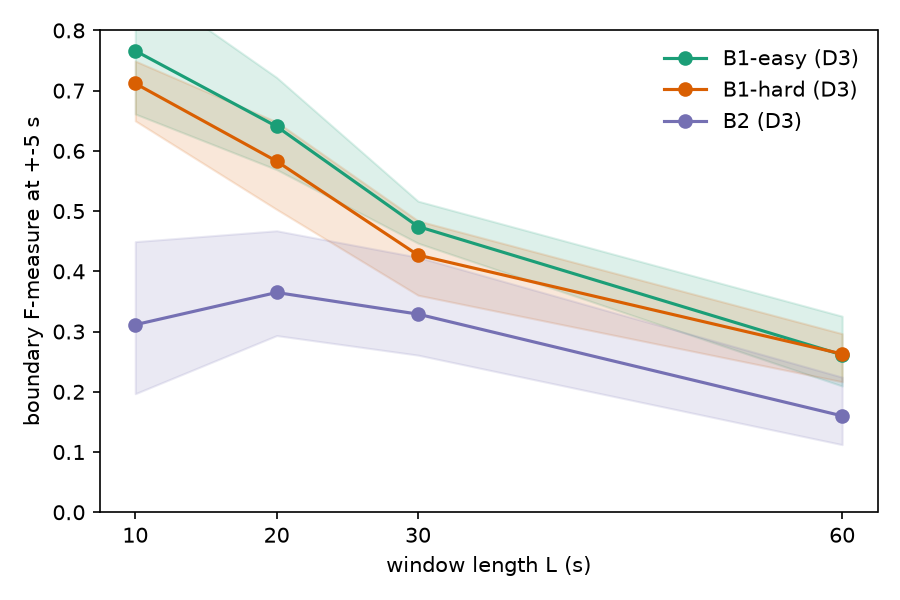 0.8
0.7
0.6
0.5
0.4
0.3
0.2
0.1
0.0
boundary F-measure at +-5 s
B1-easy (D3)
B1-hard (D3)
B2 (D3)
10 20 30 60
window length L (s)